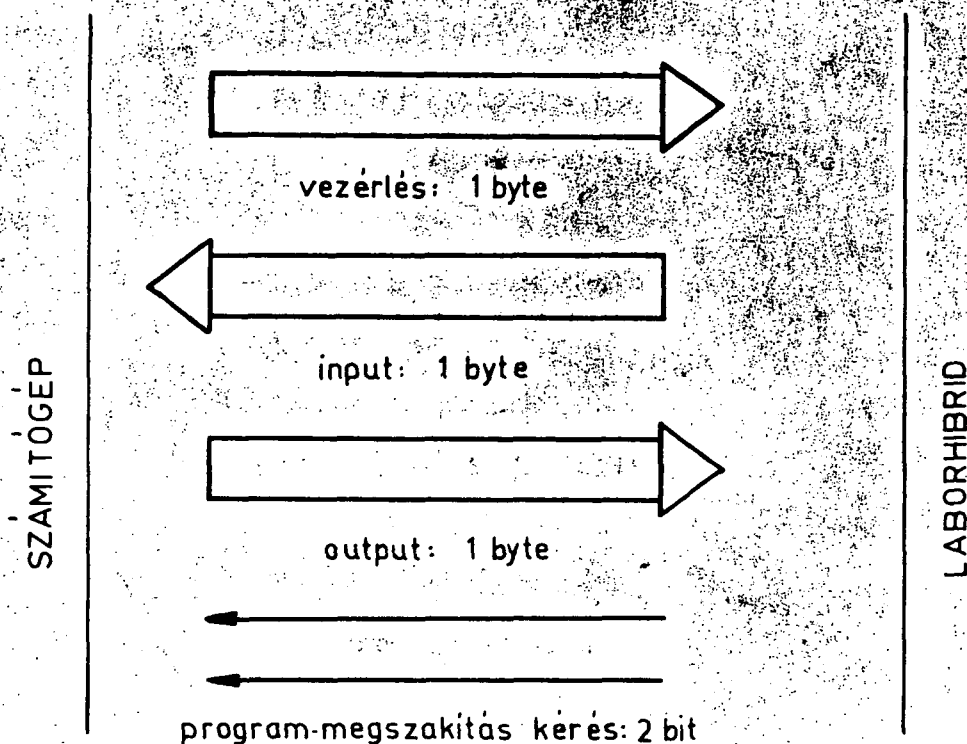 SZÁMITÓGÉP
vezérlés: 1 byte
input: 1 byte
output: 1 byte
program-megszakítás kérés: 2 bit
LABORHIBRID